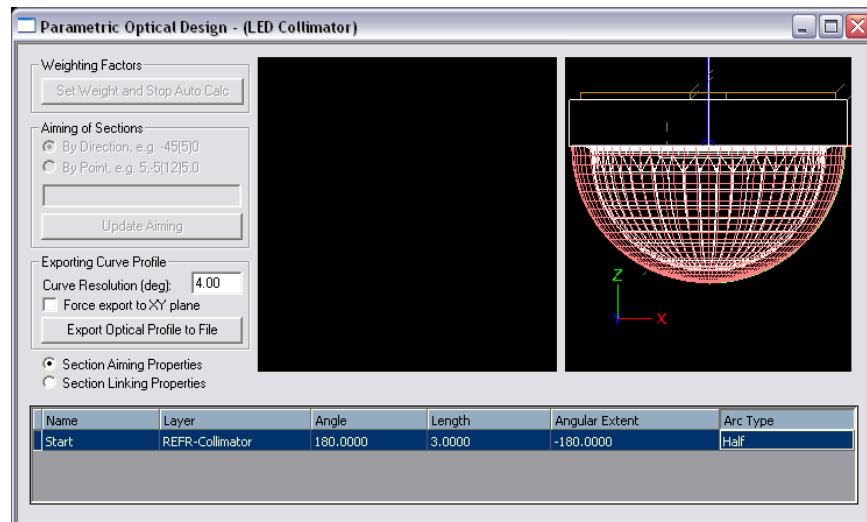 Parametric Optical Design - (LED Collimator)
Weighting Factors
Set Weight and Stop Auto Calc
Aiming of Sections
By Direction, e.g. -45(5)0
By Point, e.g. 5,-5(12)5,0
Update Aiming
Exporting Curve Profile
Curve Resolution (deg): 4.00
Force export to XY plane
Export Optical Profile to File
Section Aiming Properties
Section Linking Properties
Z
Y X
Name Layer Angle Length Angular Extent Arc Type
Start REFR-Collimator 180.0000 3.0000 -180.0000 Half